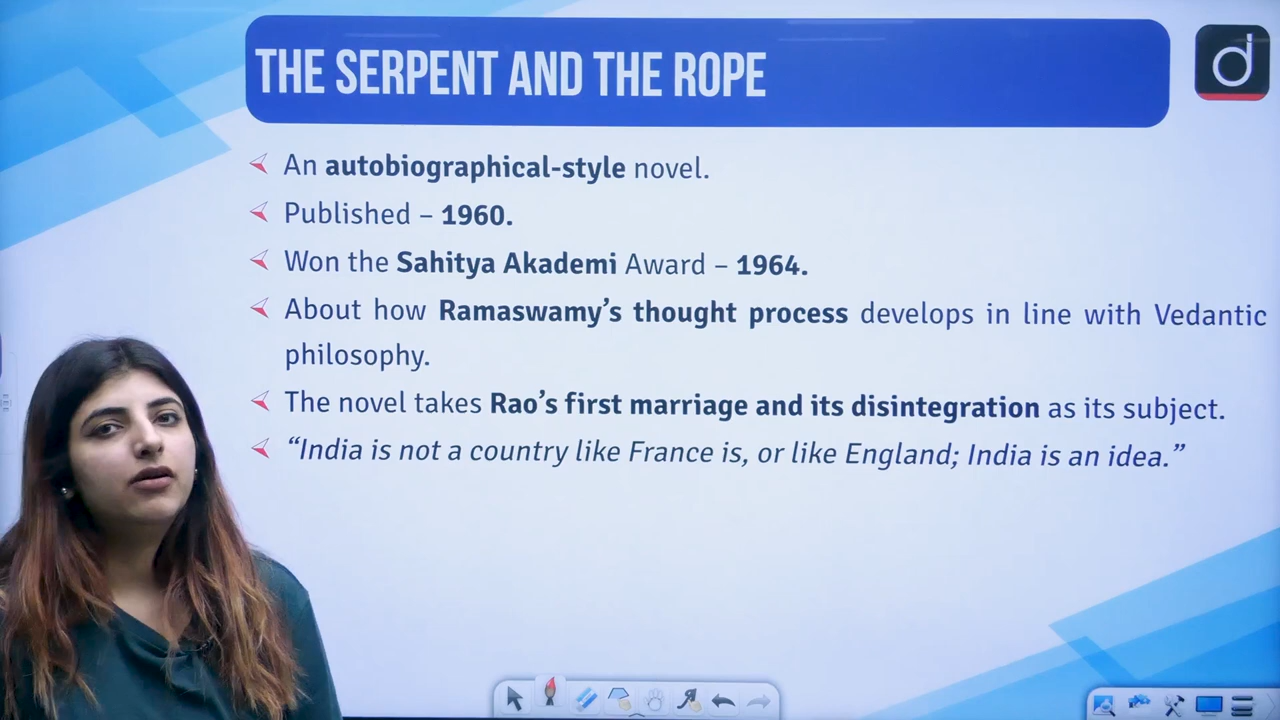 THE SERPENT AND THE ROPE
d
An autobiographical-style novel.
Published – 1960.
Won the Sahitya Akademi Award – 1964.
About how Ramaswamy’s thought process develops in line with Vedantic
philosophy.
The novel takes Rao’s first marriage and its disintegration as its subject.
“India is not a country like France is, or like England; India is an idea.”